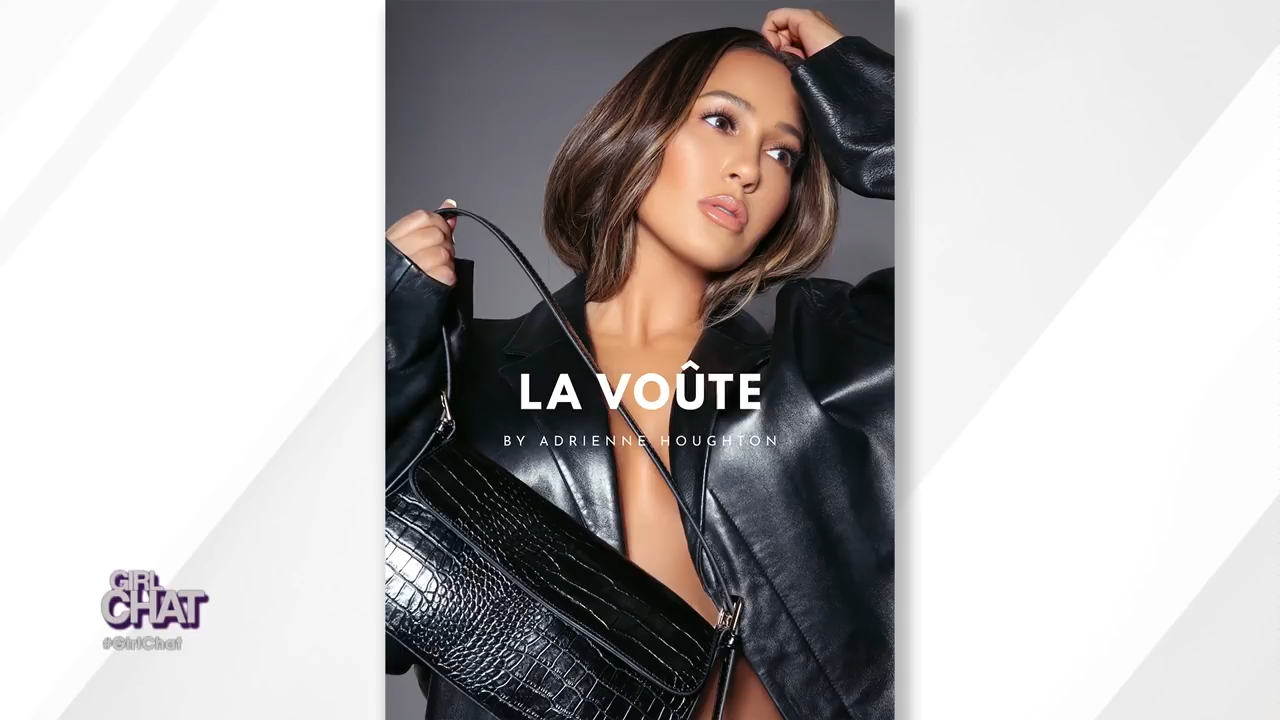 LA VOÛTE
BY ADRIENNE HOUGHTON
GIRL
CHAT
#GirlChat